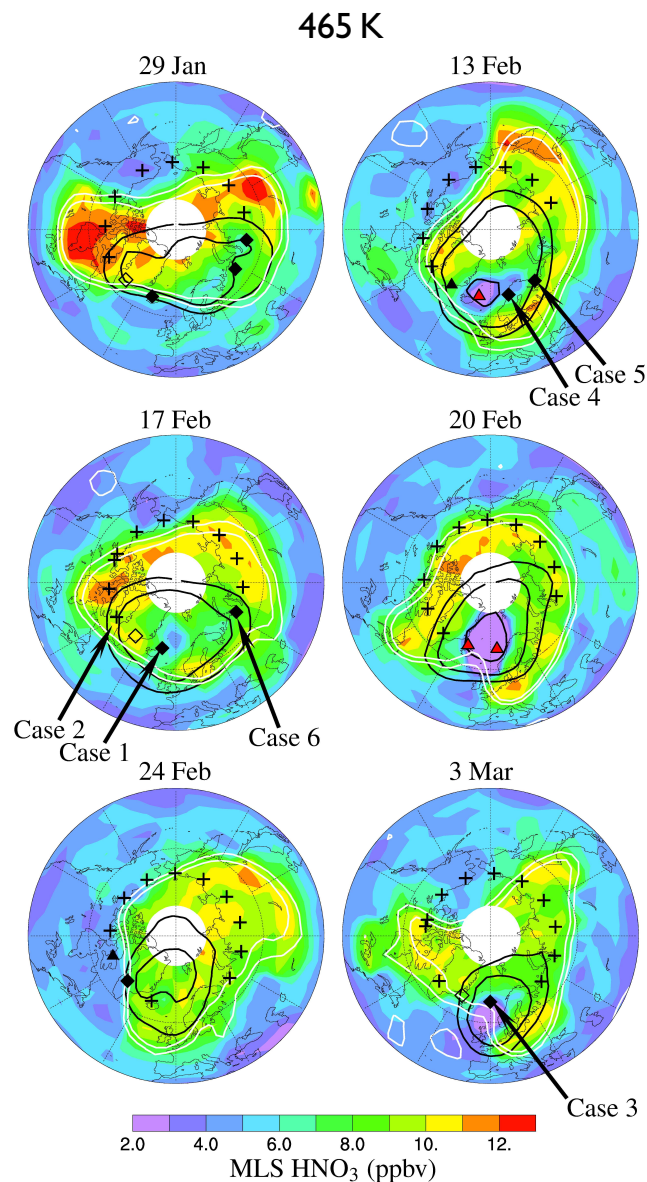 465 K
29 Jan
13 Feb
Case 5
Case 4
17 Feb
20 Feb
Case 2
Case 1
Case 6
24 Feb
3 Mar
Case 3
2.0 4.0 6.0 8.0 10. 12.
MLS HNO₃ (ppbv)